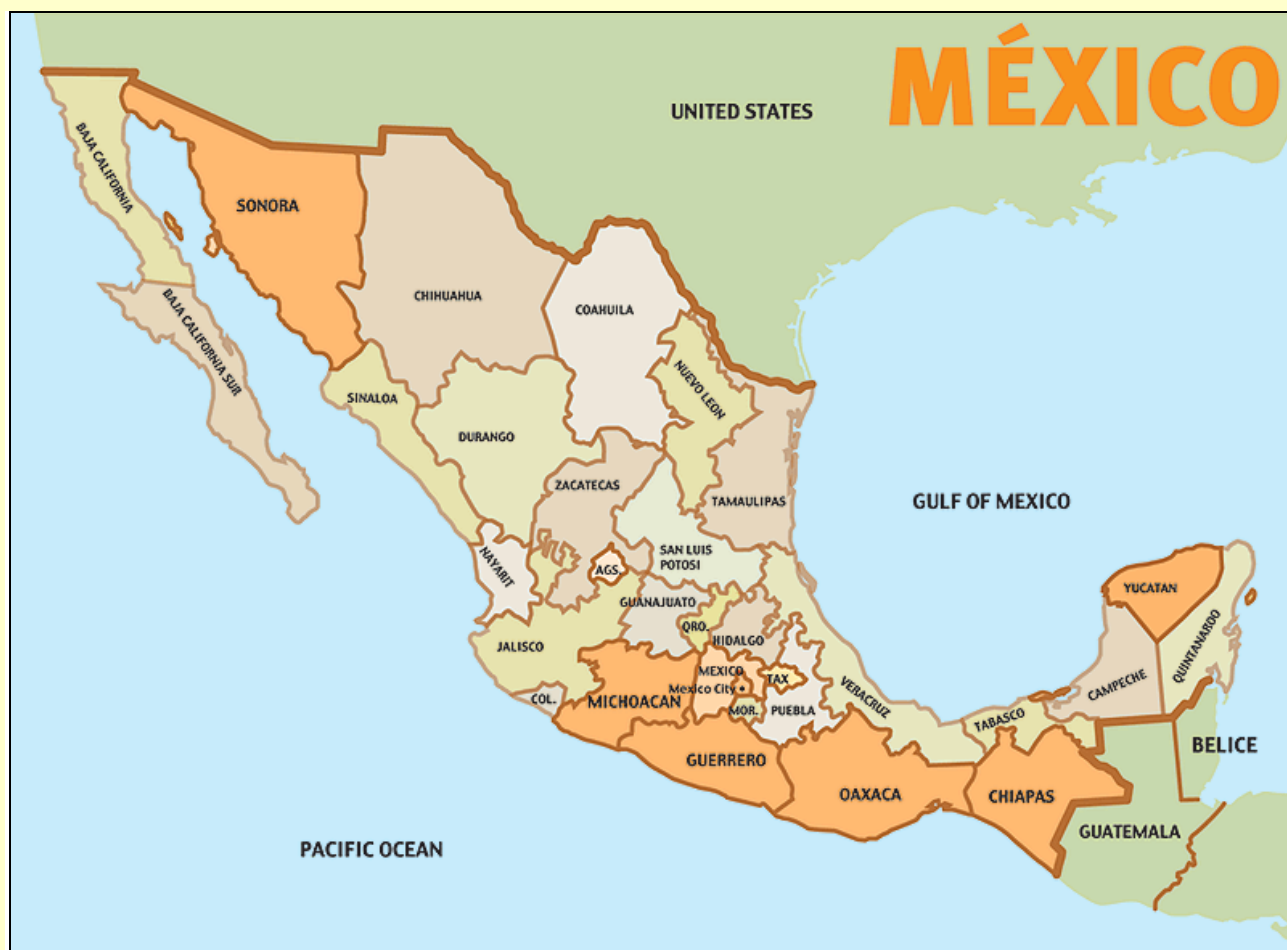 MÉXICO
UNITED STATES
BAJA CALIFORNIA
SONORA
CHIHUAHUA
COAHUILA
BAJA CALIFORNIA SUR
NUEVO LEON
SINALOA
DURANGO
ZACATECAS
TAMAULIPAS
GULF OF MEXICO
SAN LUIS
POTOSI
NAYARIT
AGS.
YUCATAN
GUANAJUATO
QRO.
HIDALGO
JALISCO
QUINTANARDO
MEXICO
TAX
CAMPECHE
Mexico City
VERACRUZ
COL.
MICHOACAN
MOR.
PUEBLA
TABASCO
BELICE
GUERRERO
OAXACA
CHIAPAS
GUATEMALA
PACIFIC OCEAN